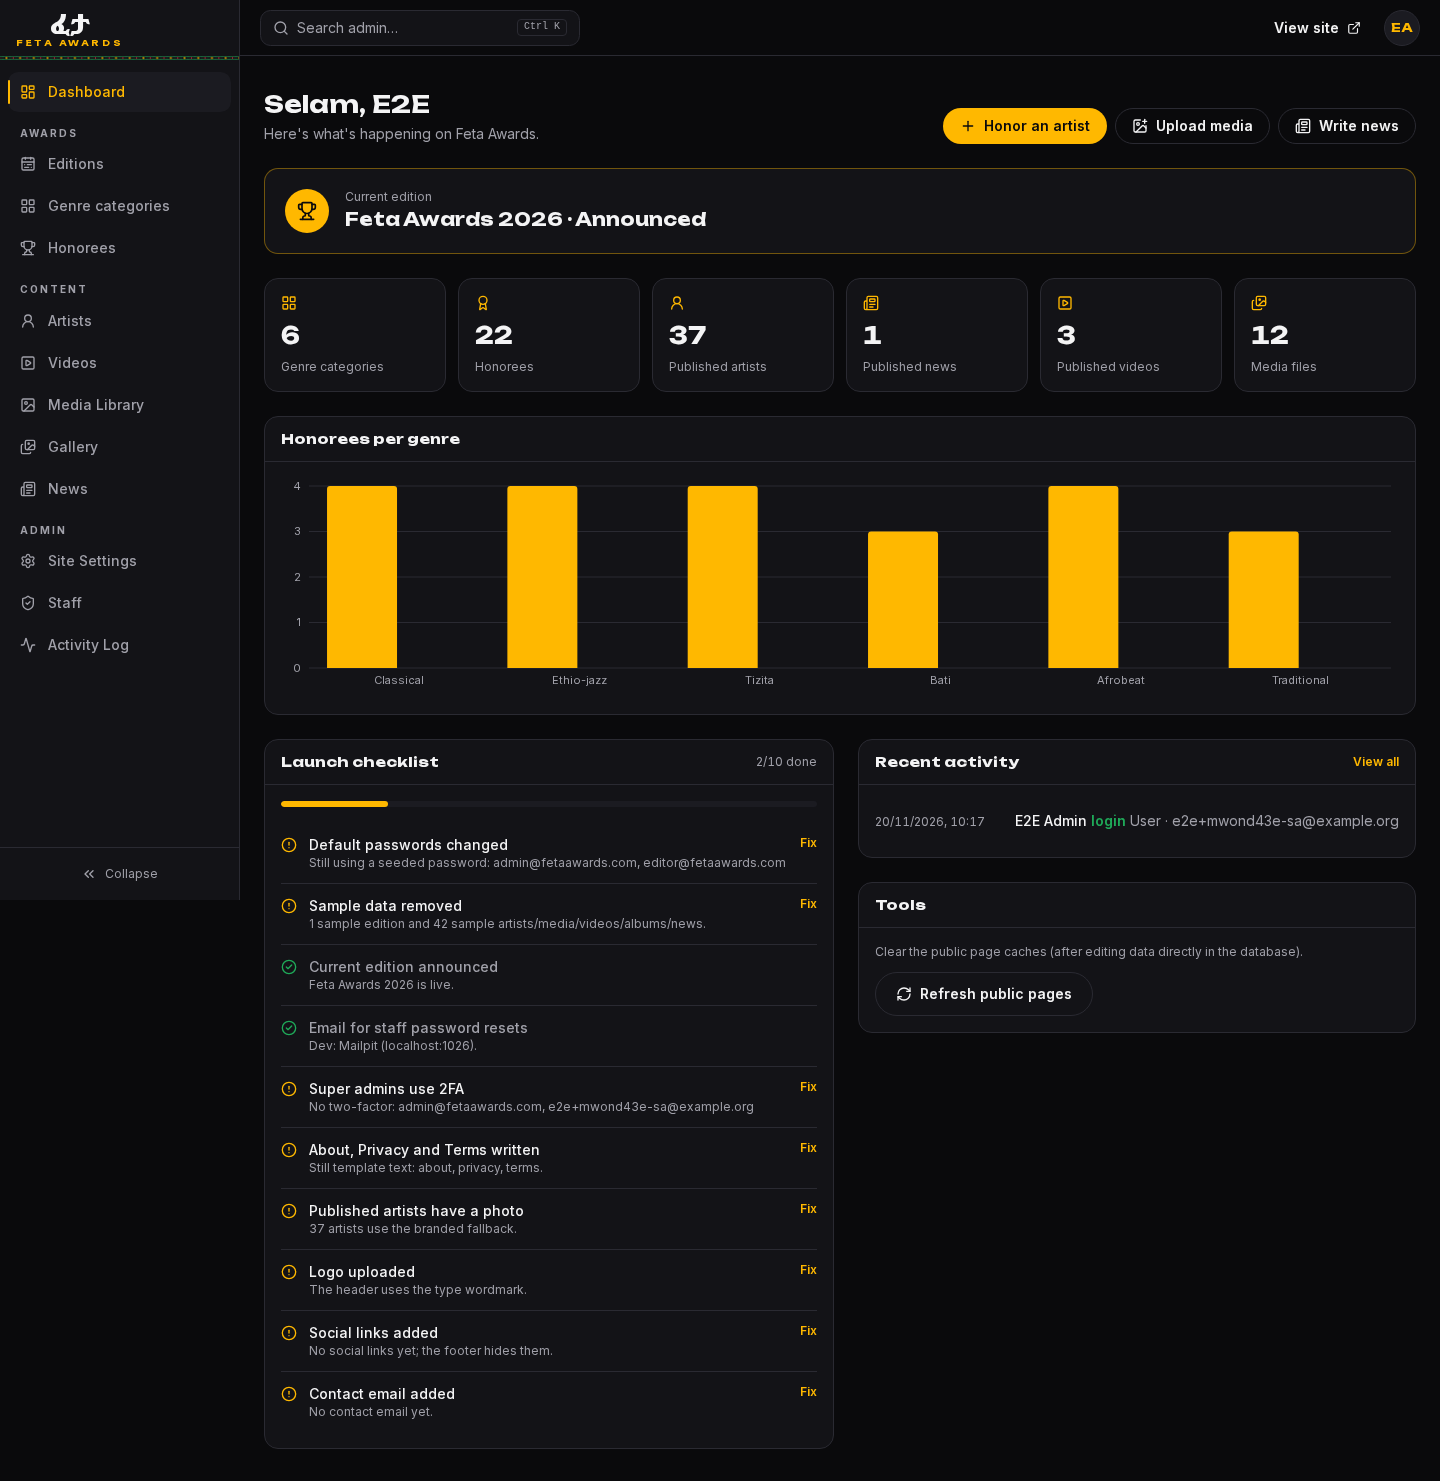 ፌታ
FETA AWARDS
Search admin...
Ctrl K
View site
EA
Dashboard
AWARDS
Editions
Genre categories
Honorees
CONTENT
Artists
Videos
Media Library
Gallery
News
ADMIN
Site Settings
Staff
Activity Log
Collapse
Selam, E2E
Here's what's happening on Feta Awards.
Honor an artist
Upload media
Write news
Current edition
Feta Awards 2026 · Announced
6
Genre categories
22
Honorees
37
Published artists
1
Published news
3
Published videos
12
Media files
Honorees per genre
4
3
2
1
0
Classical
Ethio-jazz
Tizita
Bati
Afrobeat
Traditional
Launch checklist
2/10 done
Default passwords changed
Fix
Still using a seeded password: admin@fetaawards.com, editor@fetaawards.com
Sample data removed
Fix
1 sample edition and 42 sample artists/media/videos/albums/news.
Current edition announced
Feta Awards 2026 is live.
Email for staff password resets
Dev: Mailpit (localhost:1026).
Super admins use 2FA
Fix
No two-factor: admin@fetaawards.com, e2e+mwond43e-sa@example.org
About, Privacy and Terms written
Fix
Still template text: about, privacy, terms.
Published artists have a photo
Fix
37 artists use the branded fallback.
Logo uploaded
Fix
The header uses the type wordmark.
Social links added
Fix
No social links yet; the footer hides them.
Contact email added
Fix
No contact email yet.
Recent activity
View all
20/11/2026, 10:17
E2E Admin login User · e2e+mwond43e-sa@example.org
Tools
Clear the public page caches (after editing data directly in the database).
Refresh public pages